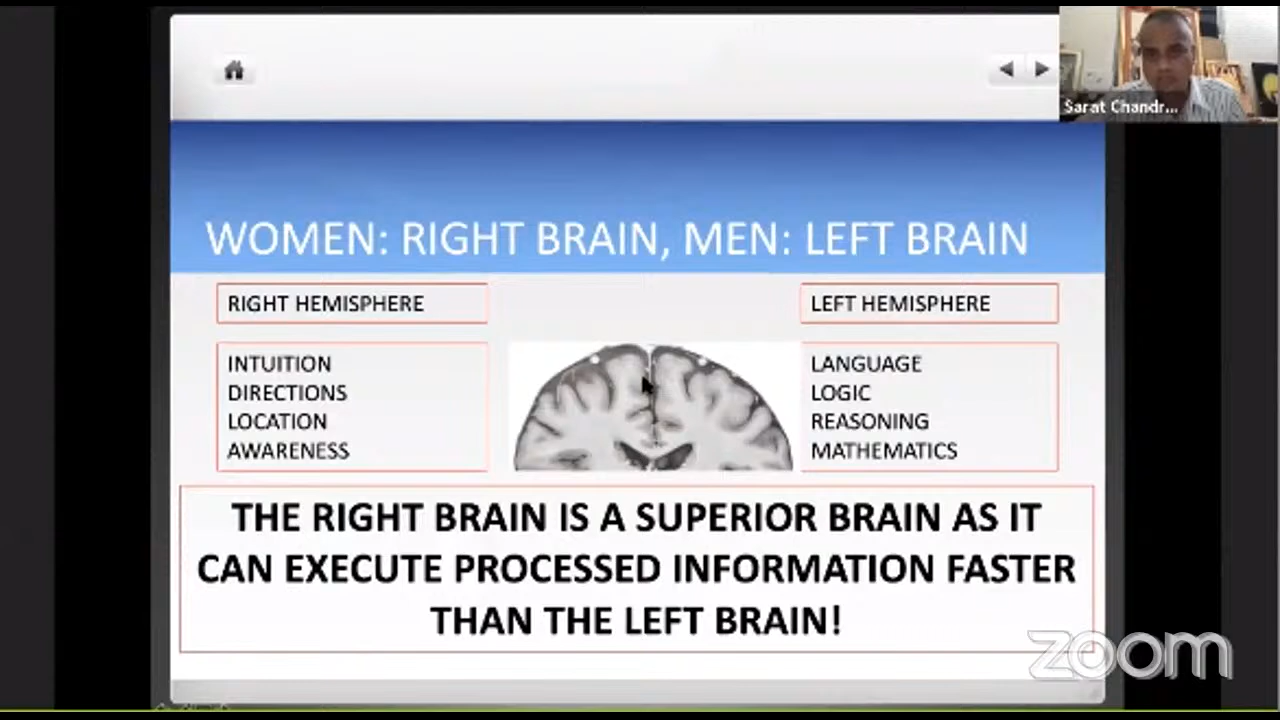 Sarat Chandr...
WOMEN: RIGHT BRAIN, MEN: LEFT BRAIN
RIGHT HEMISPHERE
LEFT HEMISPHERE
INTUITION
DIRECTIONS
LOCATION
AWARENESS
LANGUAGE
LOGIC
REASONING
MATHEMATICS
THE RIGHT BRAIN IS A SUPERIOR BRAIN AS IT
CAN EXECUTE PROCESSED INFORMATION FASTER
THAN THE LEFT BRAIN!
zoom